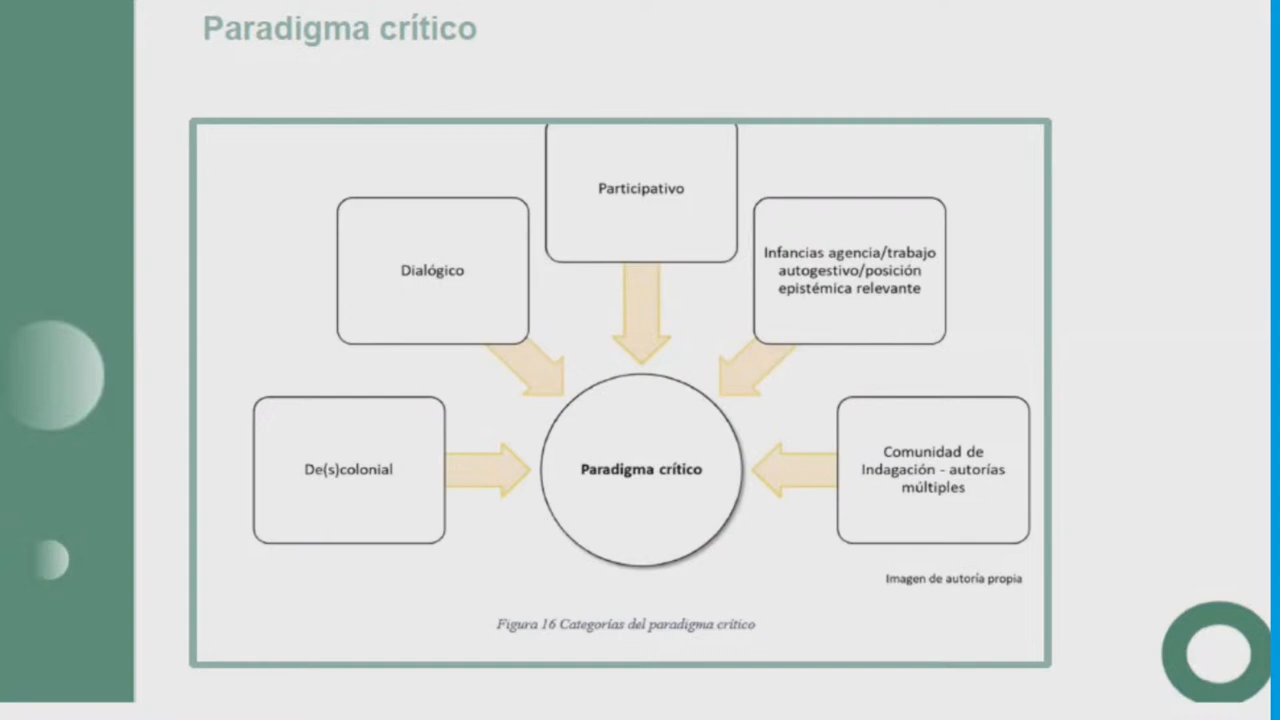 Paradigma crítico
Participativo
Dialógico
Infancias agencia/trabajo
autogestivo/posición
epistémica relevante
De(s)colonial
Paradigma crítico
Comunidad de
Indagación - autorías
múltiples
Imagen de autoría propia
Figura 16 Categorías del paradigma crítico